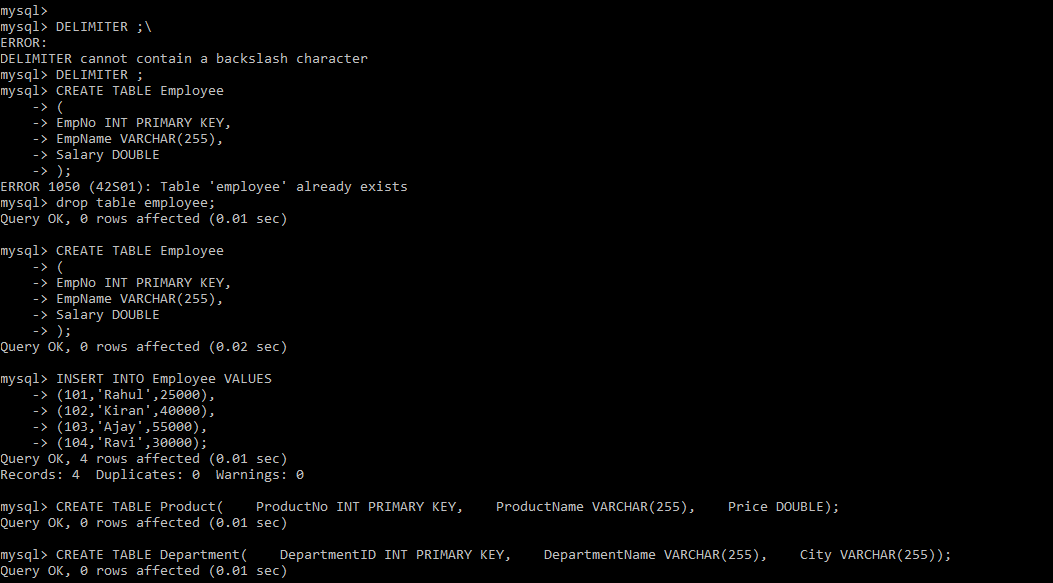 mysql>
mysql> DELIMITER ;\
ERROR:
DELIMITER cannot contain a backslash character
mysql> DELIMITER ;
mysql> CREATE TABLE Employee
    -> (
    -> EmpNo INT PRIMARY KEY,
    -> EmpName VARCHAR(255),
    -> Salary DOUBLE
    -> );
ERROR 1050 (42S01): Table 'employee' already exists
mysql> drop table employee;
Query OK, 0 rows affected (0.01 sec)

mysql> CREATE TABLE Employee
    -> (
    -> EmpNo INT PRIMARY KEY,
    -> EmpName VARCHAR(255),
    -> Salary DOUBLE
    -> );
Query OK, 0 rows affected (0.02 sec)

mysql> INSERT INTO Employee VALUES
    -> (101,'Rahul',25000),
    -> (102,'Kiran',40000),
    -> (103,'Ajay',55000),
    -> (104,'Ravi',30000);
Query OK, 4 rows affected (0.01 sec)
Records: 4  Duplicates: 0  Warnings: 0

mysql> CREATE TABLE Product(    ProductNo INT PRIMARY KEY,    ProductName VARCHAR(255),    Price DOUBLE);
Query OK, 0 rows affected (0.01 sec)

mysql> CREATE TABLE Department(    DepartmentID INT PRIMARY KEY,    DepartmentName VARCHAR(255),    City VARCHAR(255));
Query OK, 0 rows affected (0.01 sec)